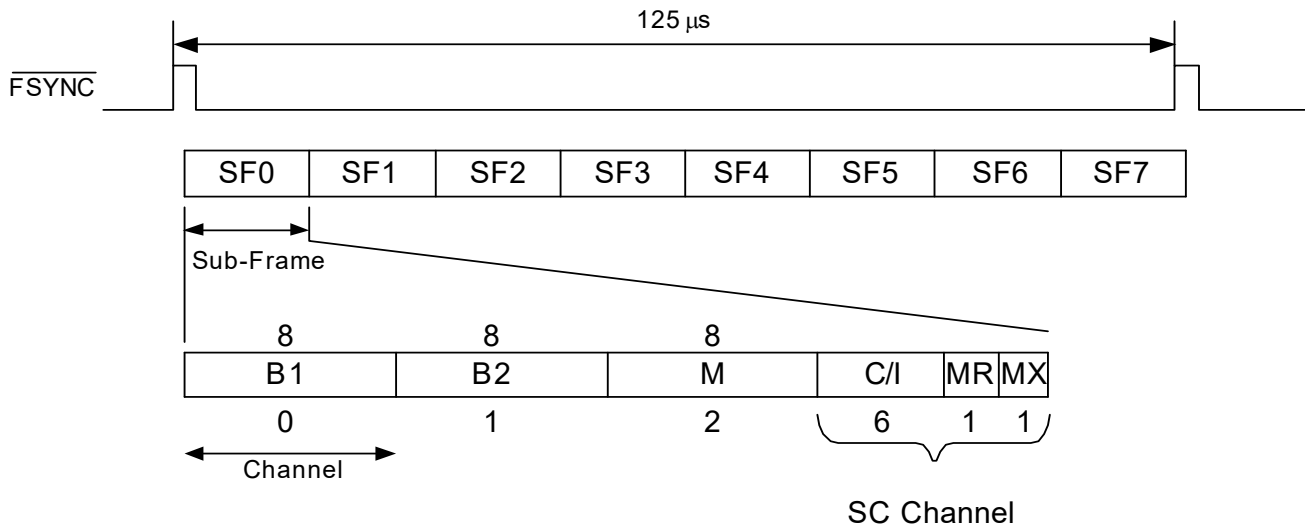 125 µs
FSYNC
SF0 SF1 SF2 SF3 SF4 SF5 SF6 SF7
Sub-Frame
8 8 8
B1 B2 M C/I MR MX
0 1 2 6 1 1
Channel
SC Channel